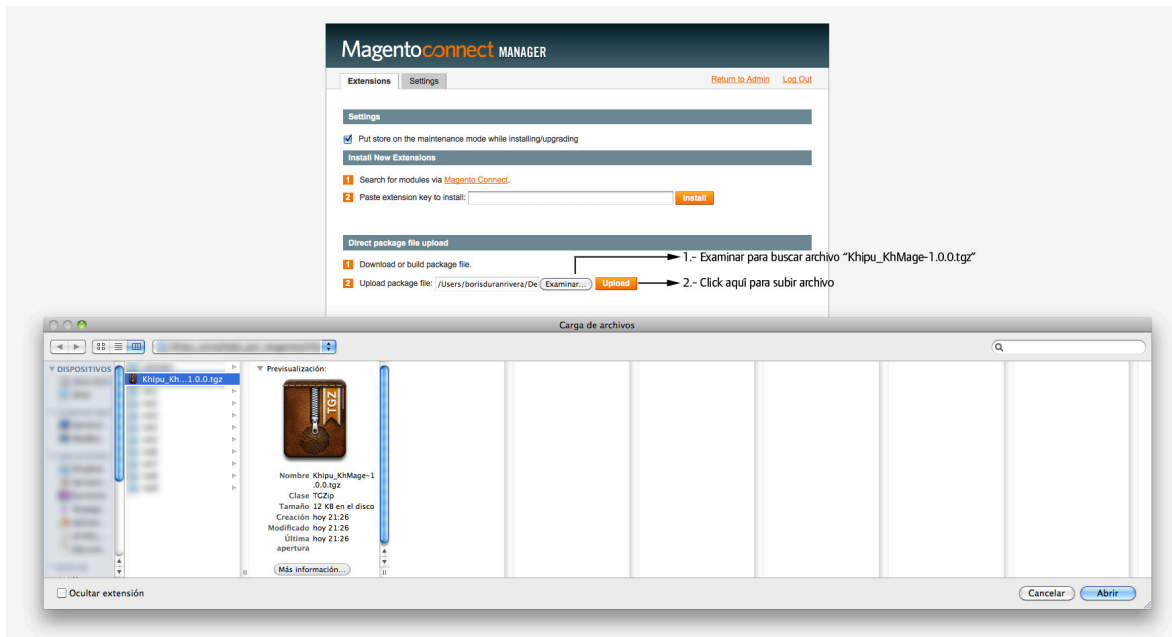 Magentoconnect MANAGER
Extensions Settings Return to Admin Log Out
Settings
Put store on the maintenance mode while installing/upgrading
Install New Extensions
1 Search for modules via Magento Connect.
2 Paste extension key to install: Install
Direct package file upload
1 Download or build package file.
2 Upload package file: /Users/borisduranrivera/De Examinar... Upload
1.- Examinar para buscar archivo “Khipu_KhMage-1.0.0.tgz”
2.- Click aquí para subir archivo
Carga de archivos
DISPOSITIVOS
Khipu_Kh...1.0.0.tgz
Previsualización:
TGZ
Nombre Khipu_KhMage-1
.0.0.tgz
Clase TGZip
Tamaño 12 KB en el disco
Creación hoy 21:26
Modificado hoy 21:26
Última hoy 21:26
apertura
Más información...
Ocultar extensión
Cancelar Abrir